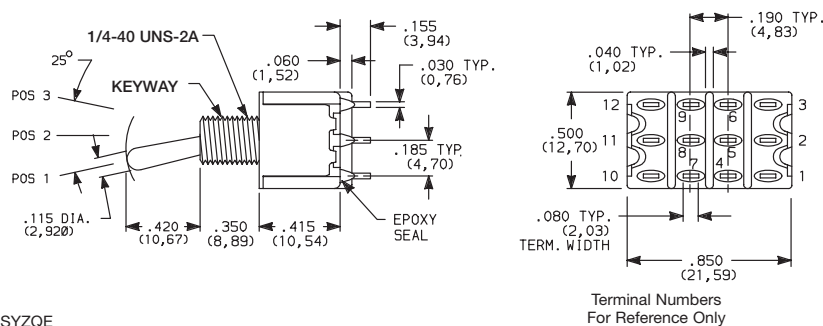 1/4-40 UNS-2A
25°
KEYWAY
POS 3
POS 2
POS 1
.115 DIA.
(2,920)
.420
(10,67)
.350
(8,89)
.415
(10,54)
.060
(1,52)
.155
(3,94)
.030 TYP.
(0,76)
.185 TYP.
(4,70)
EPOXY
SEAL
.190 TYP.
(4,83)
.040 TYP.
(1,02)
.500
(12,70)
12
9
6
3
11
8
5
2
10
7
4
1
.080 TYP.
(2,03)
TERM. WIDTH
.850
(21,59)
Terminal Numbers
For Reference Only
SYZQE